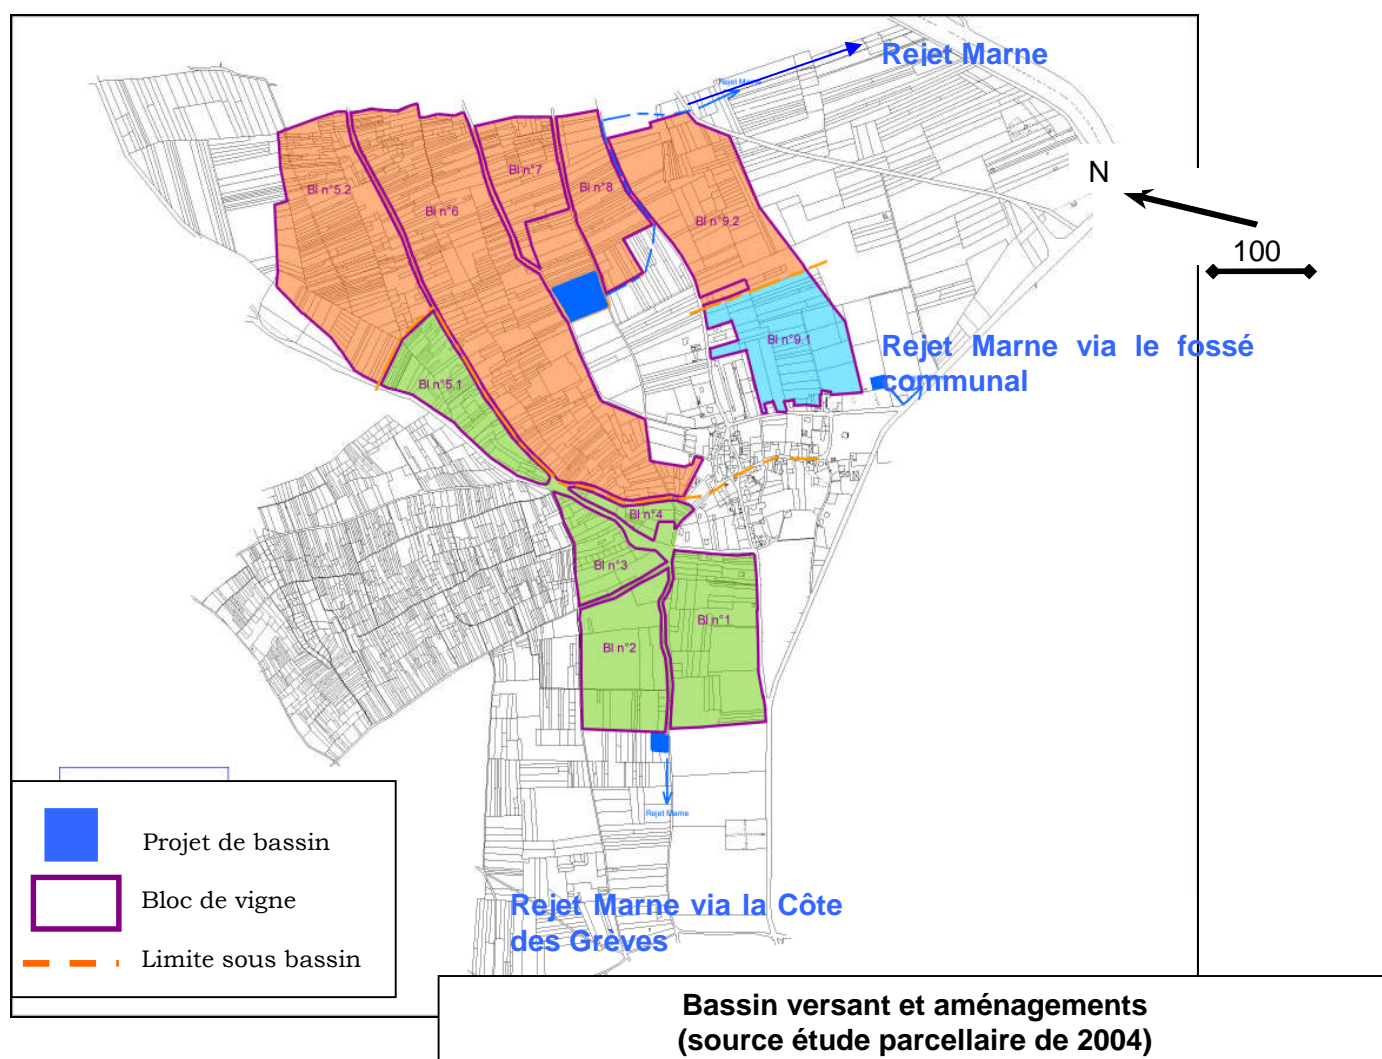 Rejet Marne
Rejet Marne
N
100
Bl n°5.2
Bl n°6
Bl n°7
Bl n°8
Bl n°9.2
Bl n°9.1
Rejet Marne via le fossé
communal
Bl n°5.1
Bl n°4
Bl n°3
Bl n°2
Bl n°1
Rejet Marne
Rejet Marne via la Côte
des Grèves
Projet de bassin
Bloc de vigne
Limite sous bassin
Bassin versant et aménagements
(source étude parcellaire de 2004)